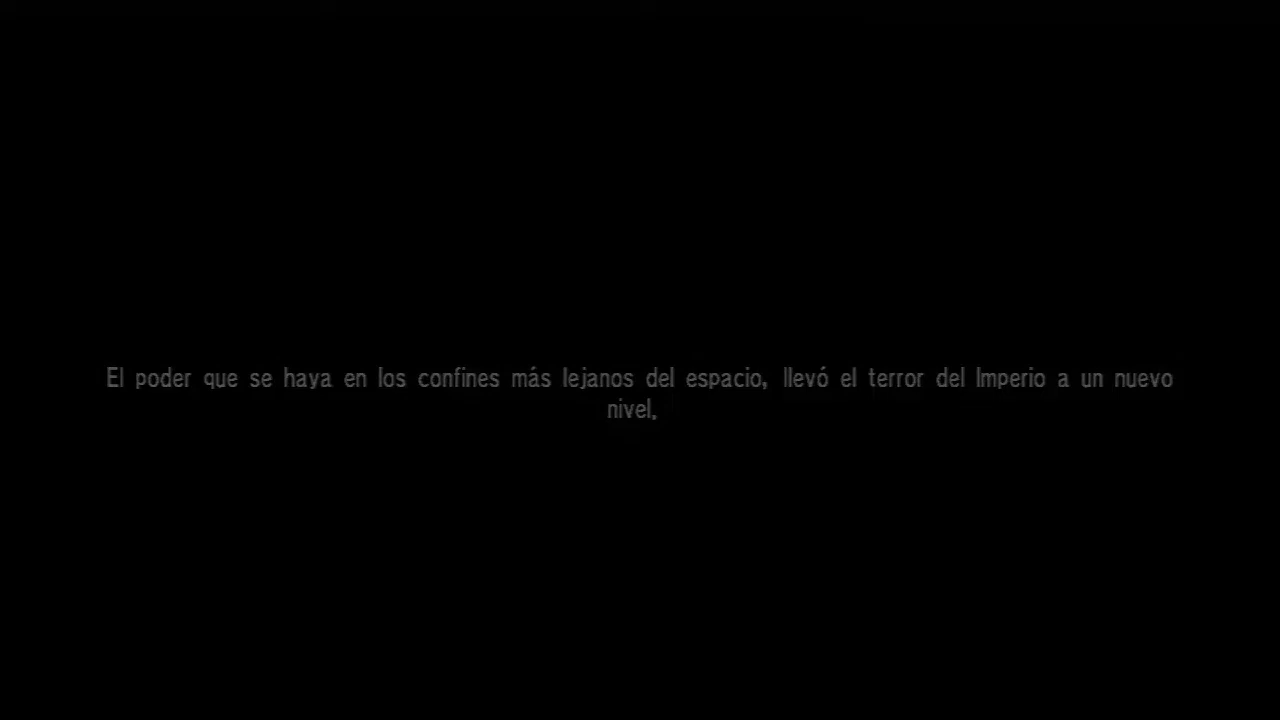 El poder que se haya en los confines más lejanos del espacio, llevó el terror del Imperio a un nuevo
nivel.